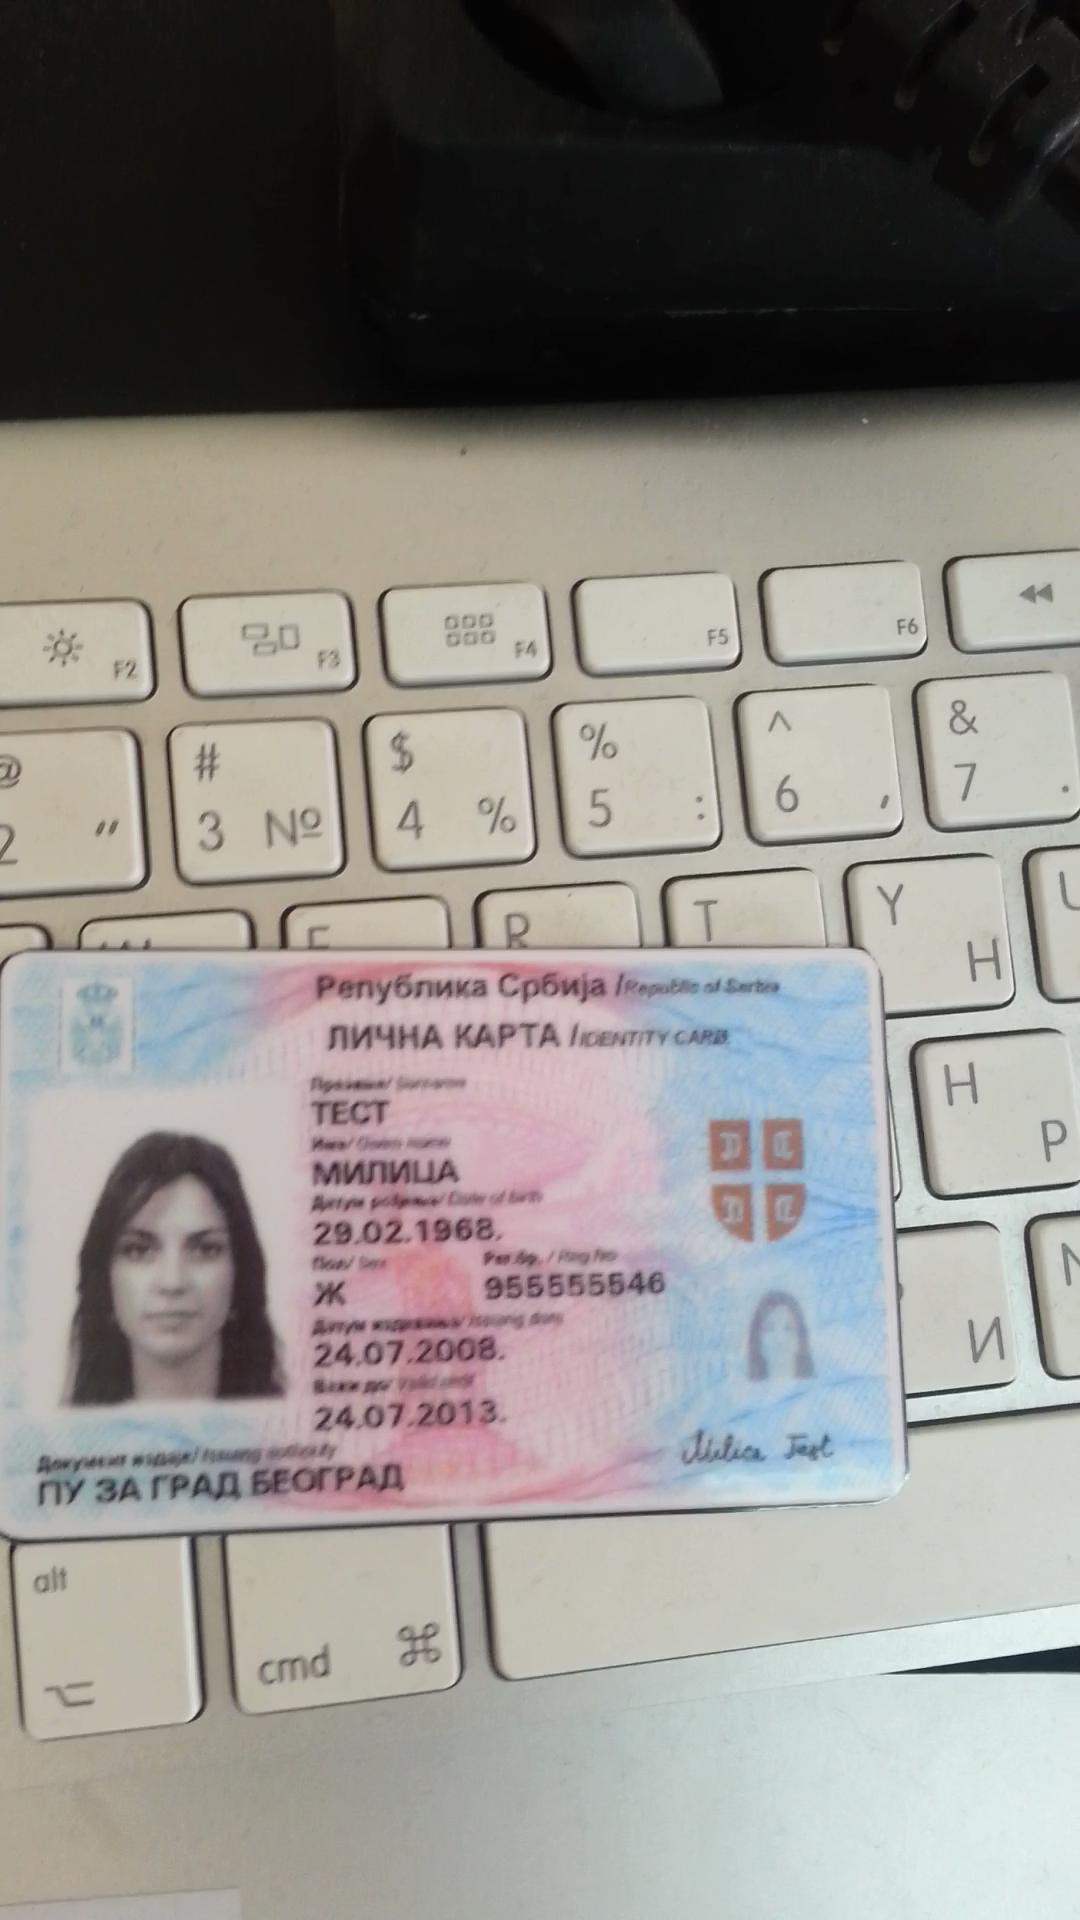 F2
F3
F4
F5
F6
@
2 "
#
3 №
$
4 %
%
5 :
^
6 ,
&
7 .
R
T
Y
Н
Република Србија /Republic of Serbia
ЛИЧНА КАРТА /IDENTITY CARD
Презиме/ Surname
ТЕСТ
Име/ Given name
МИЛИЦА
Датум рођења/ Date of birth
29.02.1968.
Пол/ Sex
Рег.бр. / Reg No
Ж
955555546
Датум издавања/ Issuing date
24.07.2008.
Важи до/ Valid until
24.07.2013.
Документ издаје/ Issuing authority
ПУ ЗА ГРАД БЕОГРАД
Milica Test
H
Р
И
alt
cmd ⌘